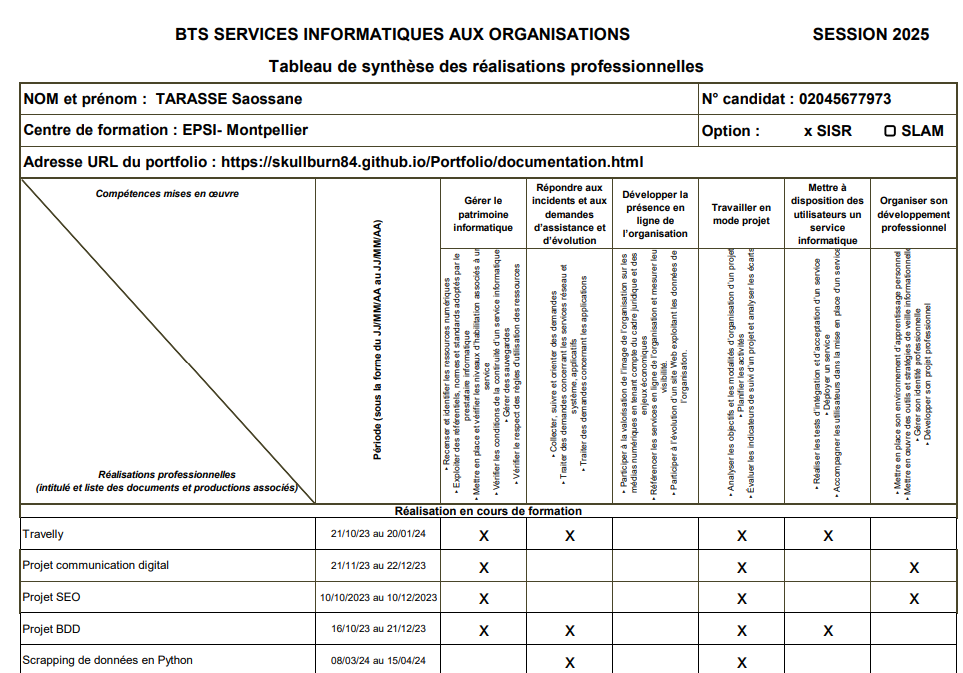 BTS SERVICES INFORMATIQUES AUX ORGANISATIONS SESSION 2025
Tableau de synthèse des réalisations professionnelles
NOM et prénom : TARASSE Saossane N° candidat : 02045677973
Centre de formation : EPSI- Montpellier Option : x SISR ▢ SLAM
Adresse URL du portfolio : https://skullburn84.github.io/Portfolio/documentation.html
Compétences mises en œuvre
Réalisations professionnelles
(intitulé et liste des documents et productions associés)
Période (sous la forme du JJ/MM/AA au JJ/MM/AA)
Gérer le
patrimoine
informatique
Répondre aux
incidents et aux
demandes
d'assistance et
d'évolution
Développer la
présence en
ligne de
l'organisation
Travailler en
mode projet
Mettre à
disposition des
utilisateurs un
service
informatique
Organiser son
développement
professionnel
‣ Recenser et identifier les ressources numériques
‣ Exploiter des référentiels, normes et standards adoptés par le
prestataire informatique
‣ Mettre en place et vérifier les niveaux d'habilitation associés à un
service
‣ Vérifier les conditions de la continuité d'un service informatique
‣ Gérer des sauvegardes
‣ Vérifier le respect des règles d'utilisation des ressources
‣ Collecter, suivre et orienter des demandes
‣ Traiter des demandes concernant les services réseau et
système, applicatifs
‣ Traiter des demandes concernant les applications
‣ Participer à la valorisation de l'image de l'organisation sur les
médias numériques en tenant compte du cadre juridique et des
enjeux économiques
‣ Référencer les services en ligne de l'organisation et mesurer leur
visibilité.
‣ Participer à l'évolution d'un site Web exploitant les données de
l'organisation.
‣ Analyser les objectifs et les modalités d'organisation d'un projet
‣ Planifier les activités
‣ Évaluer les indicateurs de suivi d'un projet et analyser les écarts
‣ Réaliser les tests d'intégration et d'acceptation d'un service
‣ Déployer un service
‣ Accompagner les utilisateurs dans la mise en place d'un service
‣ Mettre en place son environnement d'apprentissage personnel
‣ Mettre en œuvre des outils et stratégies de veille informationnelle
‣ Gérer son identité professionnelle
‣ Développer son projet professionnel
Réalisation en cours de formation
Travelly 21/10/23 au 20/01/24 X X X X
Projet communication digital 21/11/23 au 22/12/23 X X X
Projet SEO 10/10/2023 au 10/12/2023 X X X
Projet BDD 16/10/23 au 21/12/23 X X X X
Scrapping de données en Python 08/03/24 au 15/04/24 X X